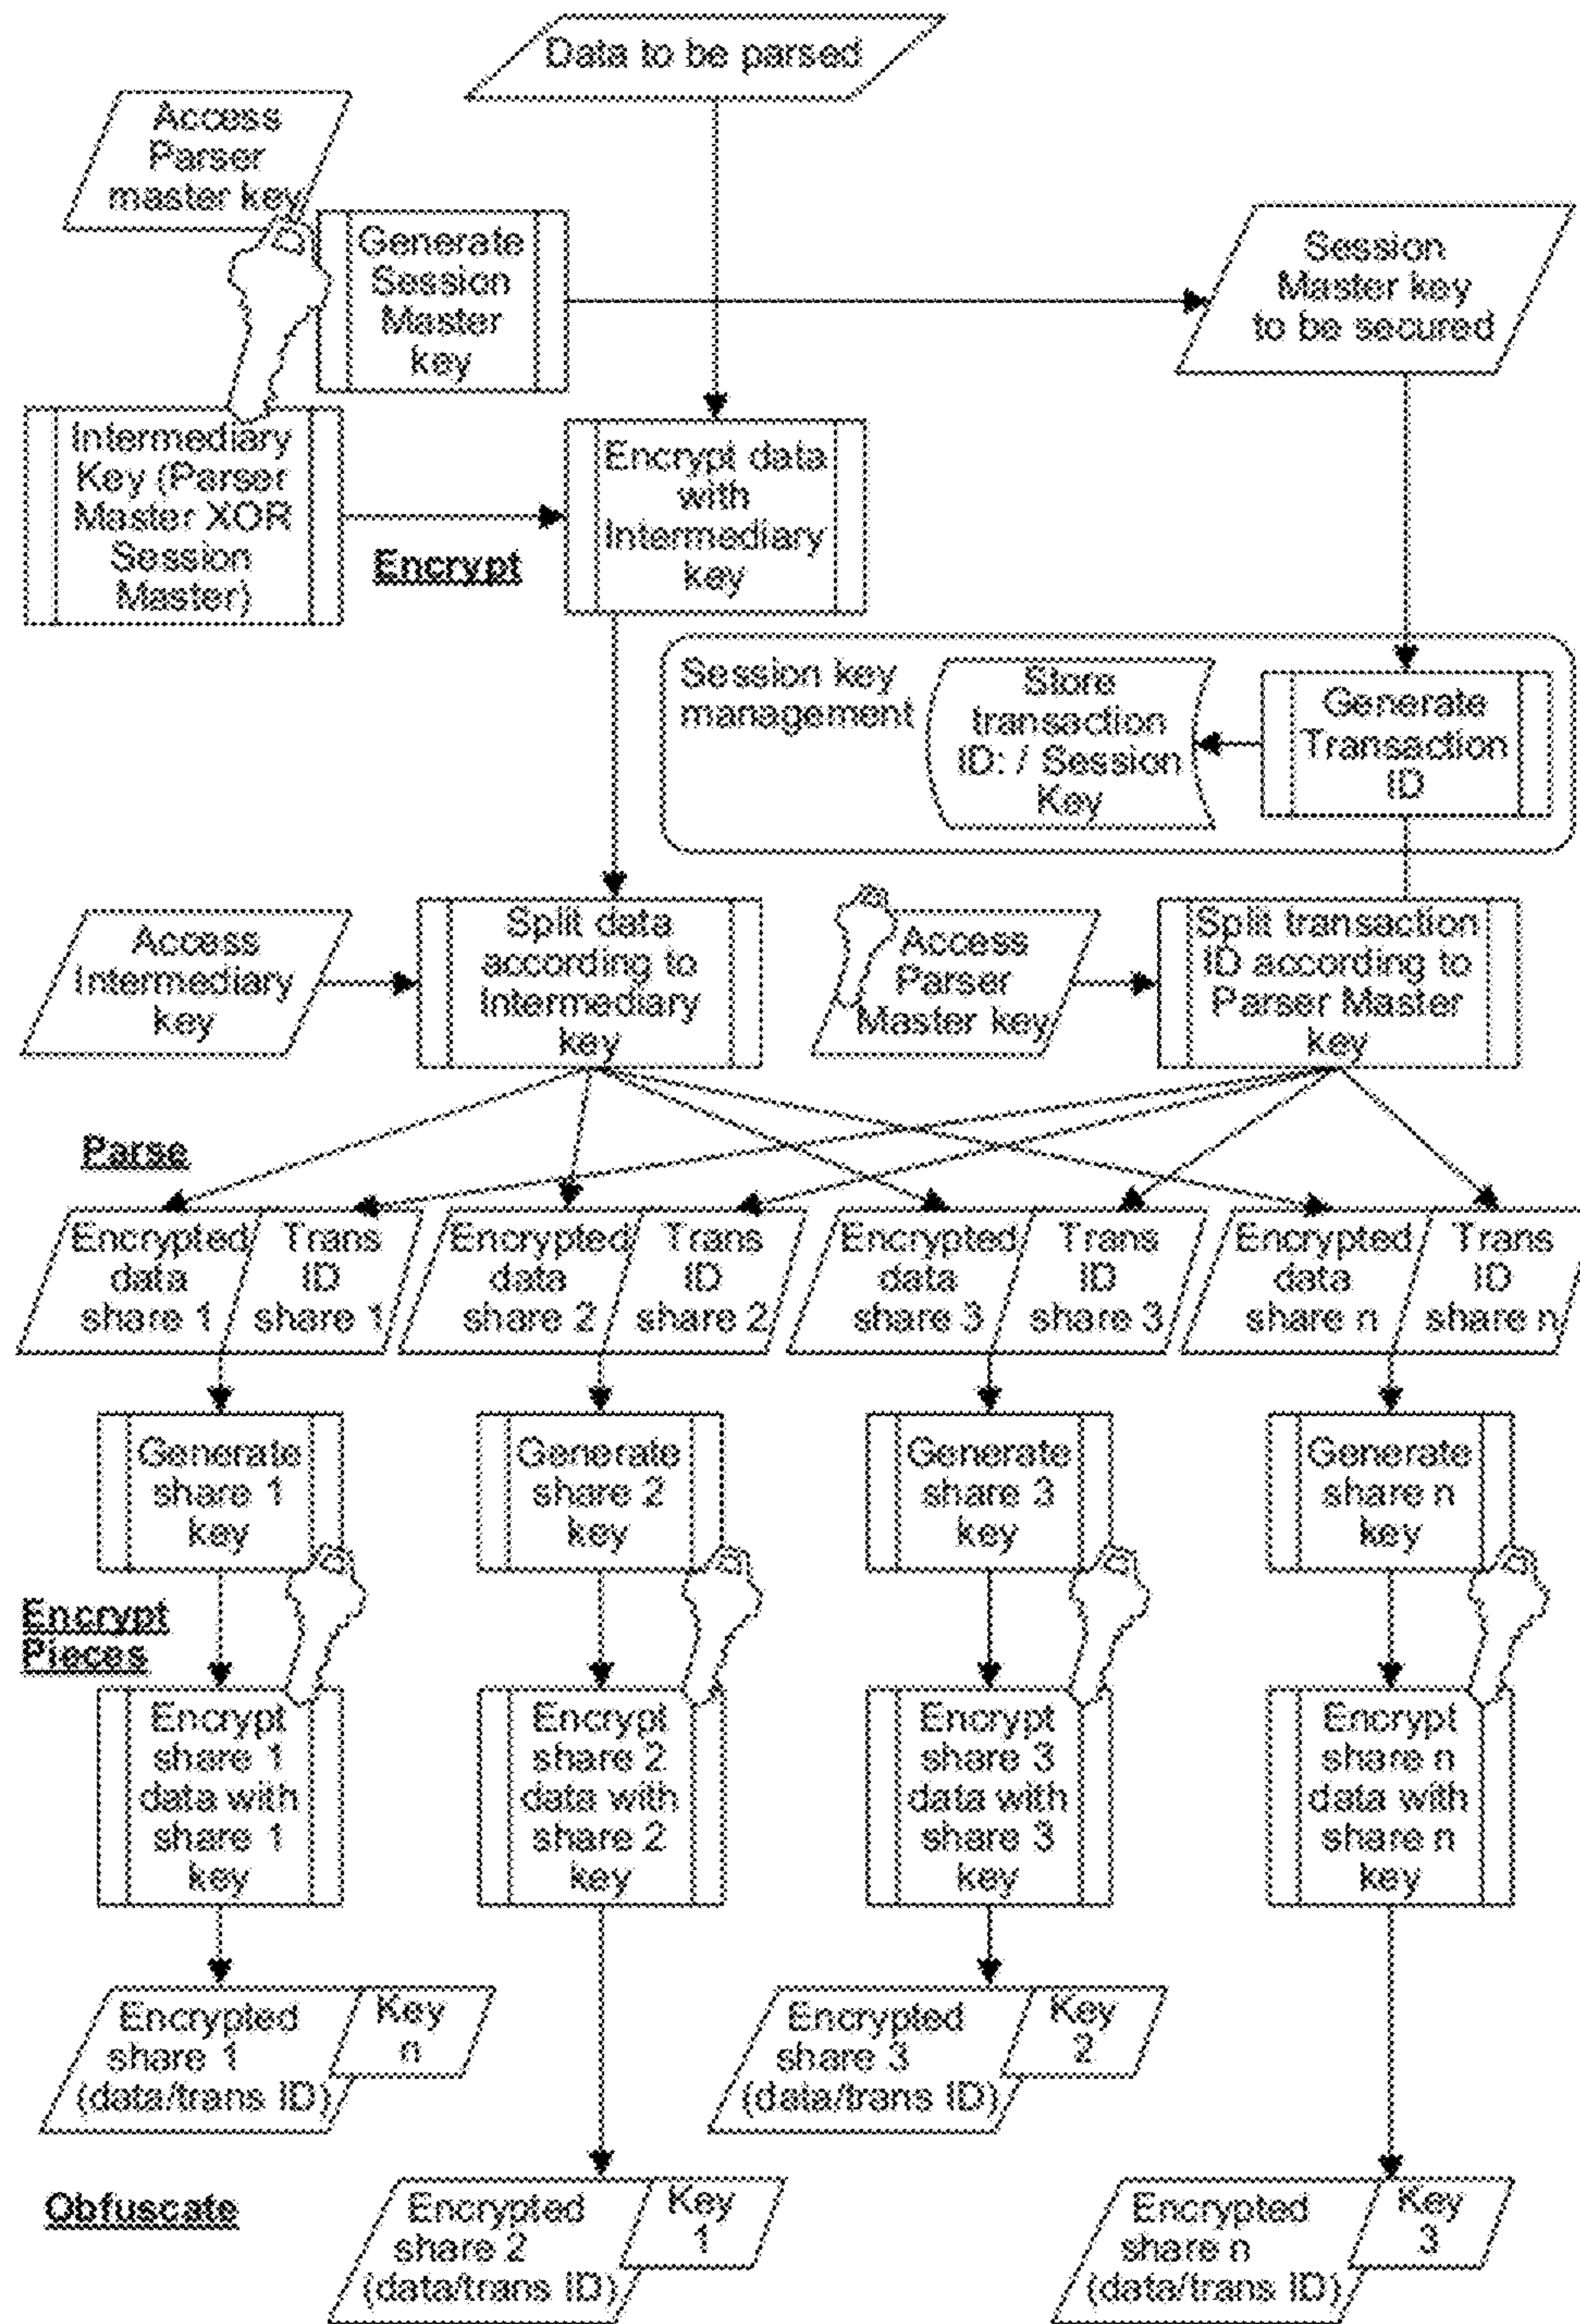 Data to be parsed
Access
Parser
master key
Generate
Session
Master
key
Session
Master key
to be secured
Intermediary
Key (Parser
Master XOR
Session
Master)
Encrypt
Encrypt data
with
Intermediary
key
Session key
management
Store
transaction
ID: / Session
Key
Generate
Transaction
ID
Access
Intermediary
key
Split data
according to
Intermediary
key
Access
Parser
Master key
Split transaction
ID according to
Parser Master
key
Parse
Encrypted
data
share 1
Trans
ID
share 1
Encrypted
data
share 2
Trans
ID
share 2
Encrypted
data
share 3
Trans
ID
share 3
Encrypted
data
share n
Trans
ID
share n
Generate
share 1
key
Generate
share 2
key
Generate
share 3
key
Generate
share n
key
Encrypt
Pieces
Encrypt
share 1
data with
share 1
key
Encrypt
share 2
data with
share 2
key
Encrypt
share 3
data with
share 3
key
Encrypt
share n
data with
share n
key
Encrypted
share 1
(data/trans ID)
Key
n
Encrypted
share 3
(data/trans ID)
Key
2
Obfuscate
Encrypted
share 2
(data/trans ID)
Key
1
Encrypted
share n
(data/trans ID)
Key
3